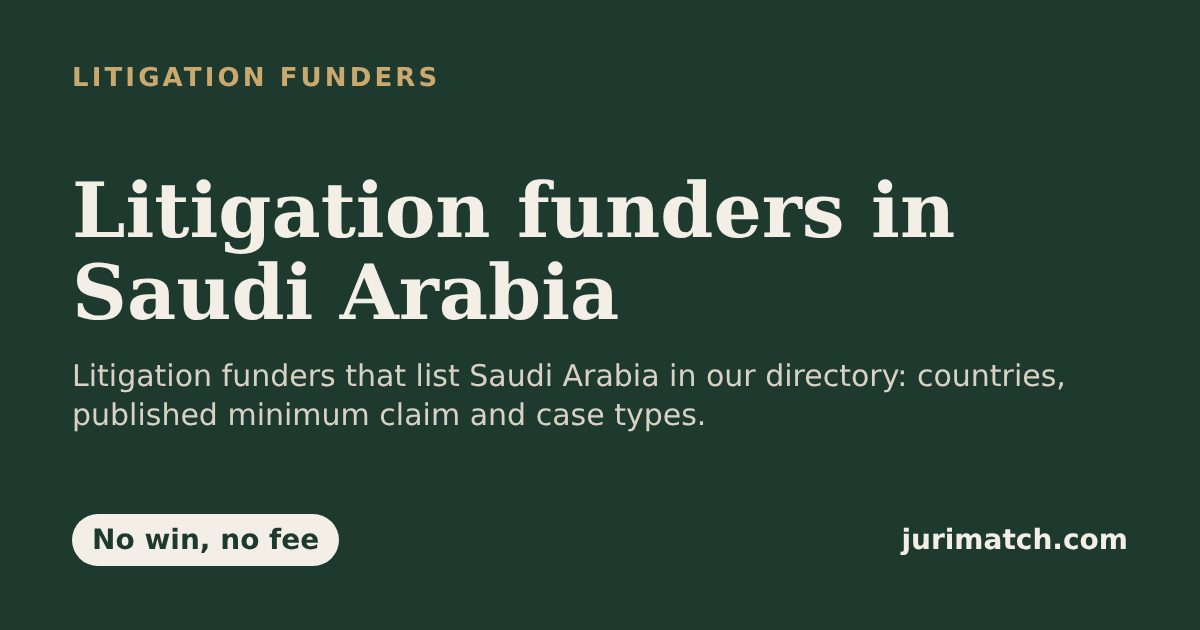 LITIGATION FUNDERS
Litigation funders in
Saudi Arabia
Litigation funders that list Saudi Arabia in our directory: countries,
published minimum claim and case types.
No win, no fee
jurimatch.com